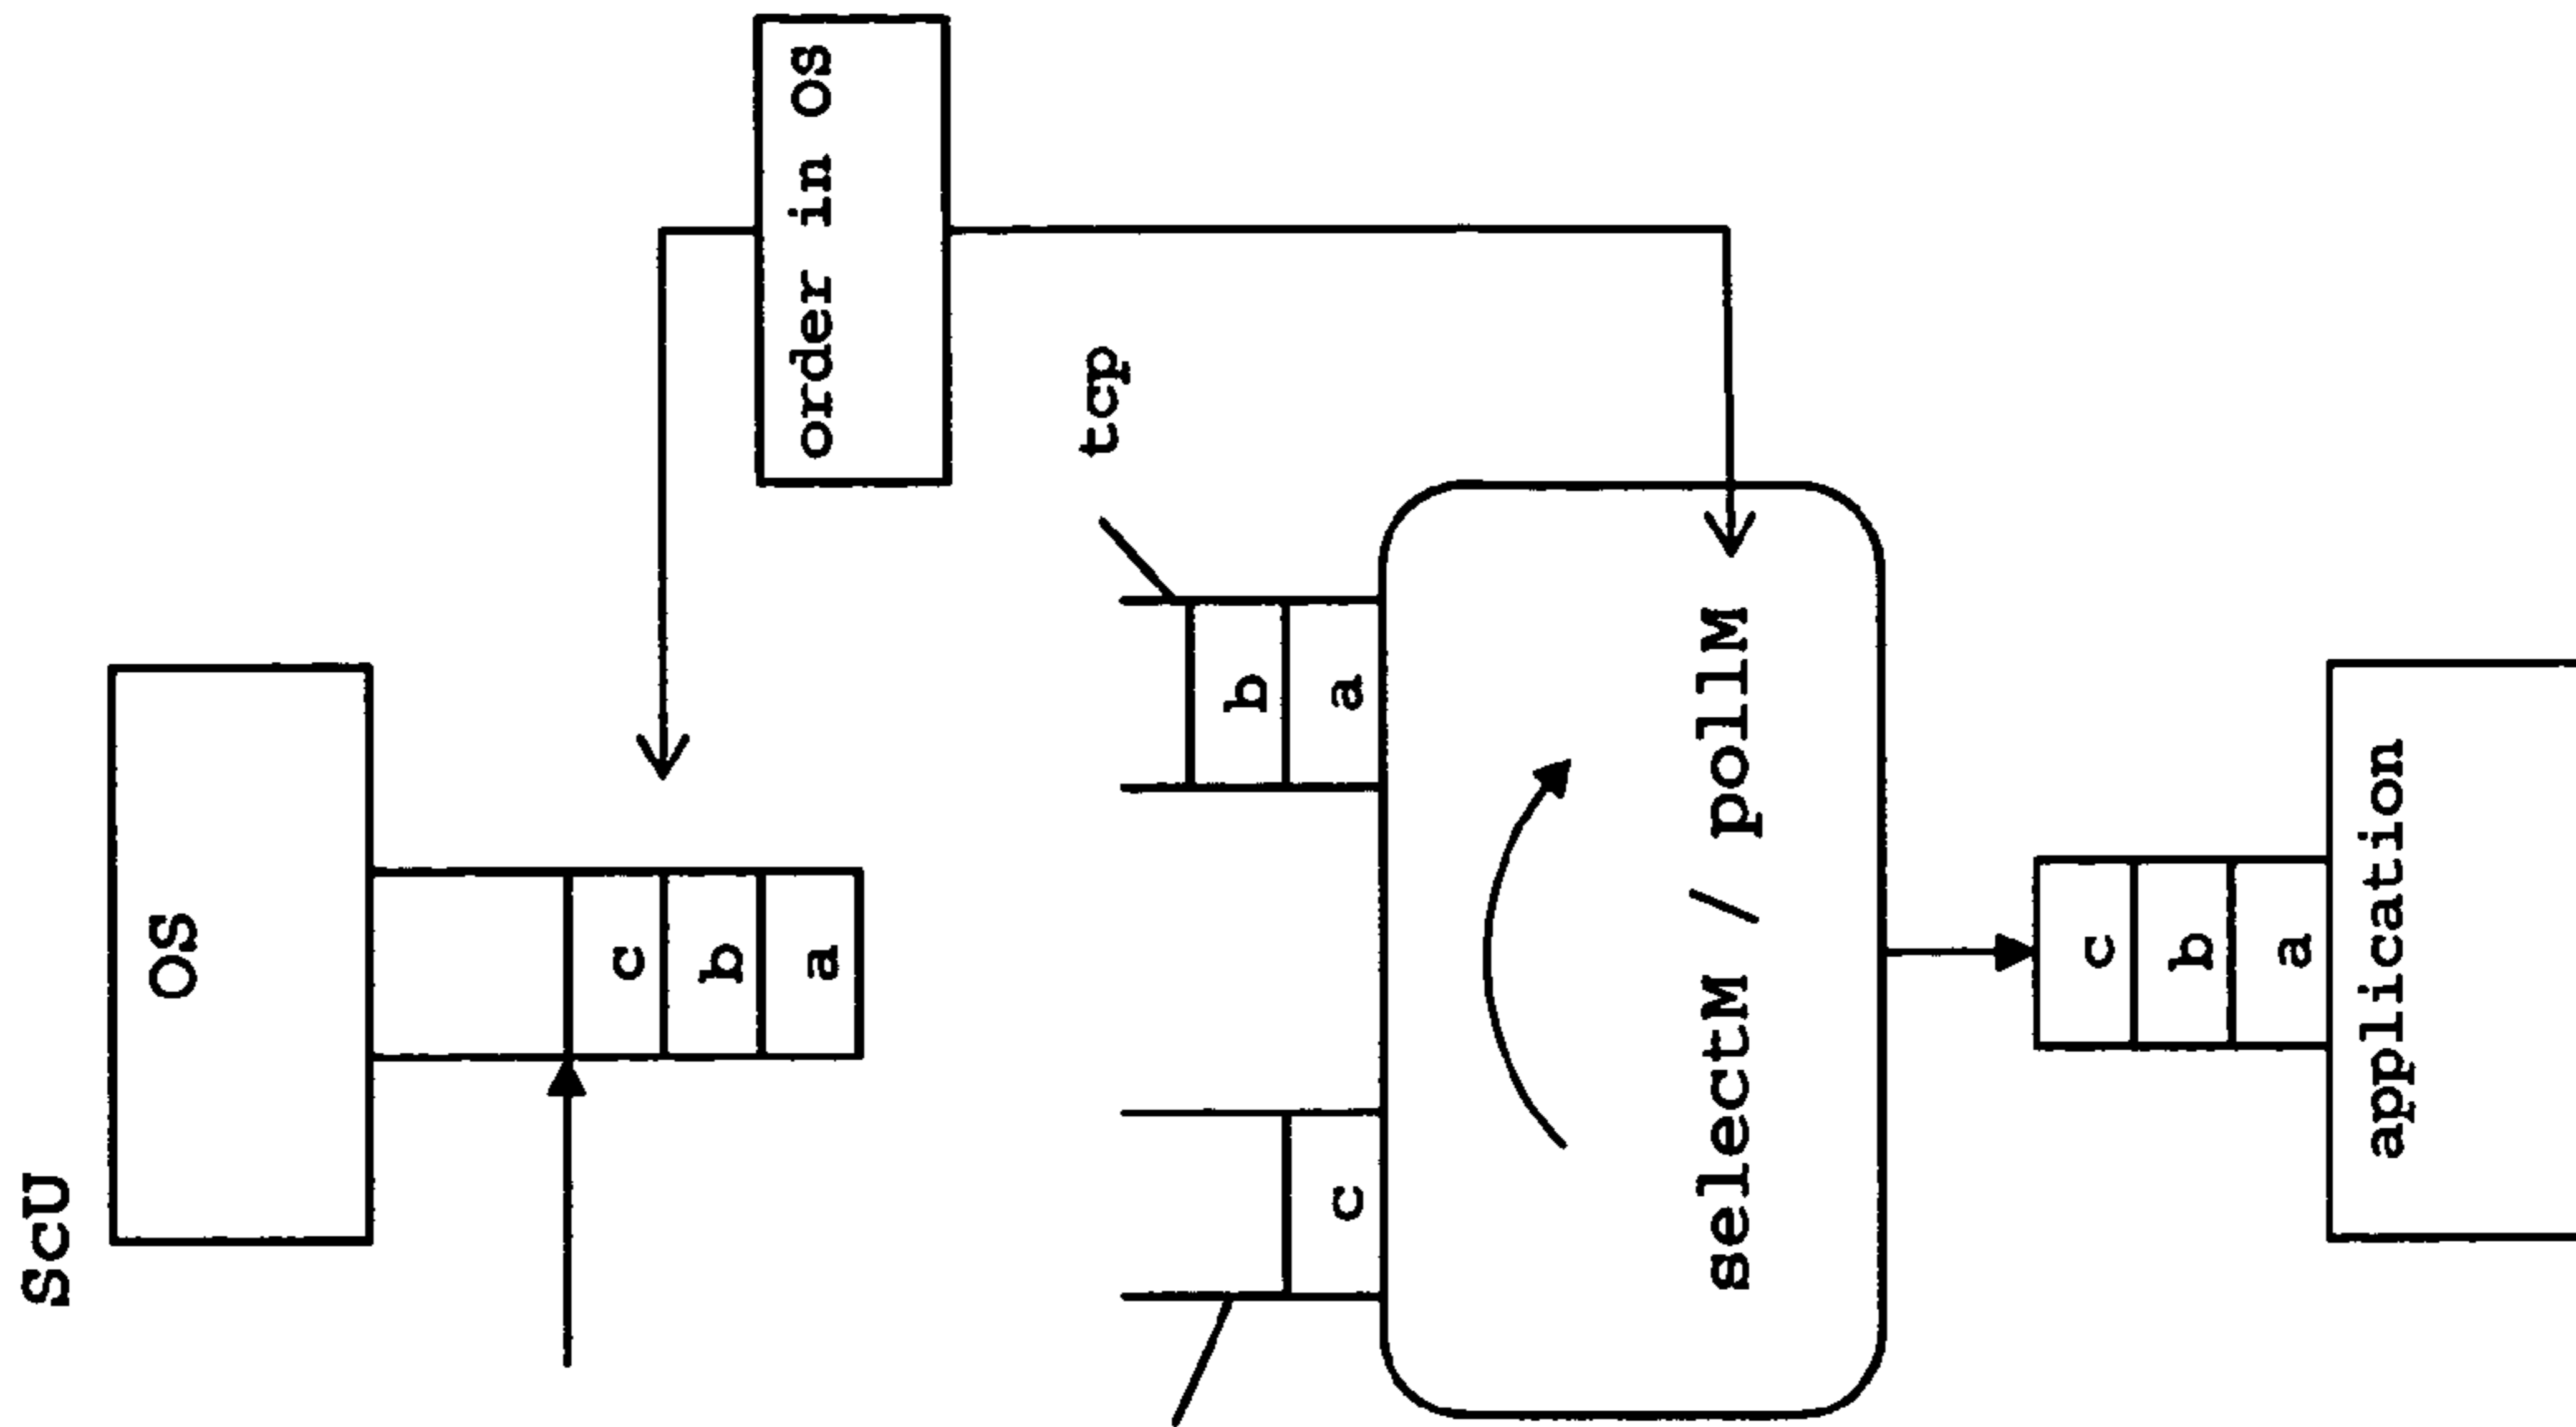 ScU
OS
order in OS
c
b
a
tcp
b
a
c
selectM / pollM
c
b
a
application